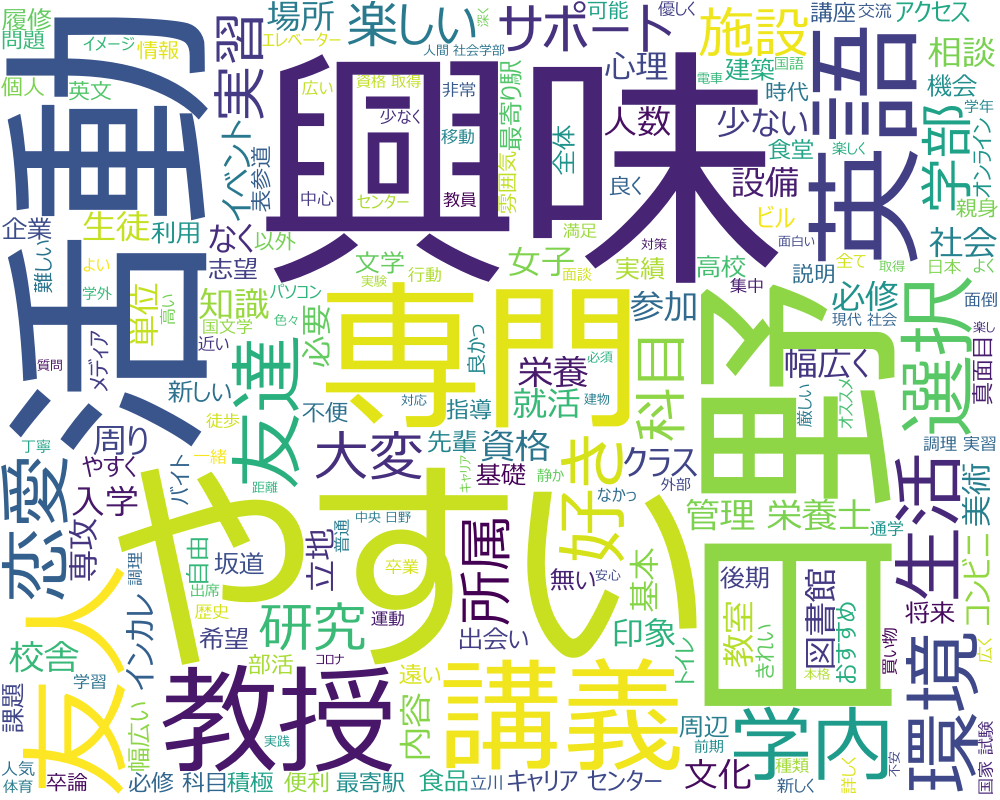 履修
問題
イメージ
情報
個人
英文
活動
実習
場所
エレベーター
楽しい
人間 社会学部
深く
サポート
優しく
可能
施設
講座
交流
アクセス
相談
機会
広い
資格 取得
非常
少なく
移動
中心
センター
教員
興味
雰囲気
最寄り駅
全体
心理
電車
国語
建築
時代
人数
少ない
食堂
良く
設備
ビル
満足
英語
学年
楽しく
オンライン
学部
親身
対策
面白い
社会
全て
取得
日本
よく
イベント
表参道
企業
生徒
利用
なく
以外
志望
難しい
よい
学外
メディア
質問
単位
高い
知識
パソコン
国文学
色々
近い
文学
実験
行動
女子
面談
実績
高校
集中
説明
必修
面倒
現代 社会
楽し
真面目
参加
必要
良かっ
専門
友達
新しい
徒歩
不便
対応
指導
栄養
必須
就活
建物
科目
日野
幅広く
厳しい
オススメ
選択
調理 実習
丁寧
周り
やすく
一緒
バイト
距離
大変
先輩
資格
基礎
キャリア
静か
好き
クラス
なかっ
外部
管理 栄養士
通学
美術
恋愛
入学
専攻
調理
自由
出席
坂道
歴史
やすい
中央 日野
普通
立地
卒業
所属
無い
安心
基本
生活
コンビニ
後期
図書館
将来
友人
インカレ
希望
研究
運動
出会い
印象
教室
きれい
おすすめ
買い物
広く
校舎
学習
部活
コロナ
遠い
トイレ
本格
課題
幅広い
教授
実践
内容
講義
周辺
前期
学内
種類
新しく
詳しく
不安
環境
国家 試験
人気
体育
卒論
必修 科目
積極
便利
最寄駅
食品
立川
キャリア センター
文化